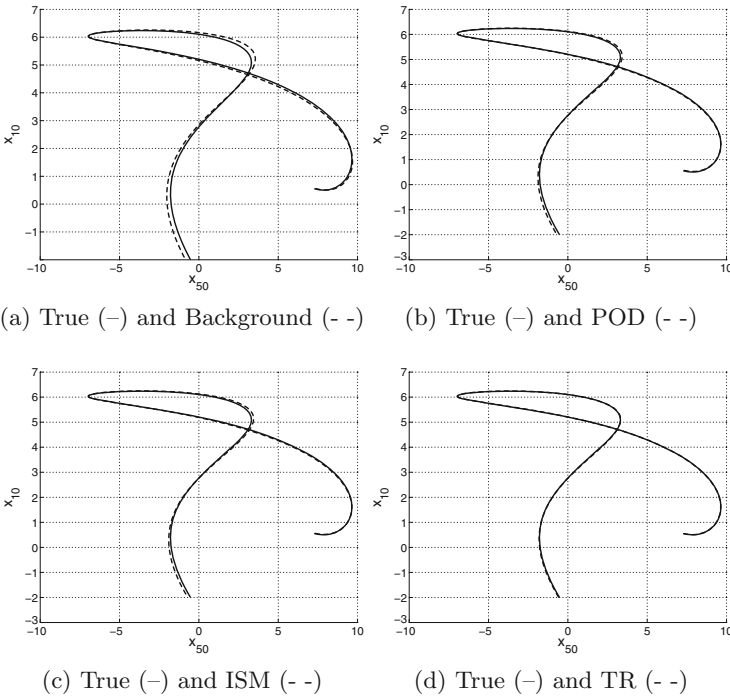 7
6
5
4
3
2
1
0
−1
−10 −5 0 5 10
x50
x10
(a) True (–) and Background (- -)
7
6
5
4
3
2
1
0
−1
−2
−3
−10 −5 0 5 10
x50
x10
(b) True (–) and POD (- -)
7
6
5
4
3
2
1
0
−1
−2
−3
−10 −5 0 5 10
x50
x10
(c) True (–) and ISM (- -)
7
6
5
4
3
2
1
0
−1
−2
−3
−10 −5 0 5 10
x50
x10
(d) True (–) and TR (- -)